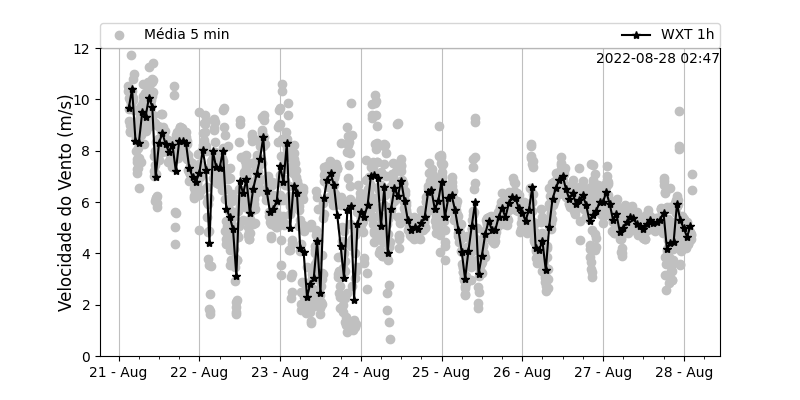 Média 5 min
WXT 1h
2022-08-28 02:47
Velocidade do Vento (m/s)
12
10
8
6
4
2
0
21 - Aug
22 - Aug
23 - Aug
24 - Aug
25 - Aug
26 - Aug
27 - Aug
28 - Aug